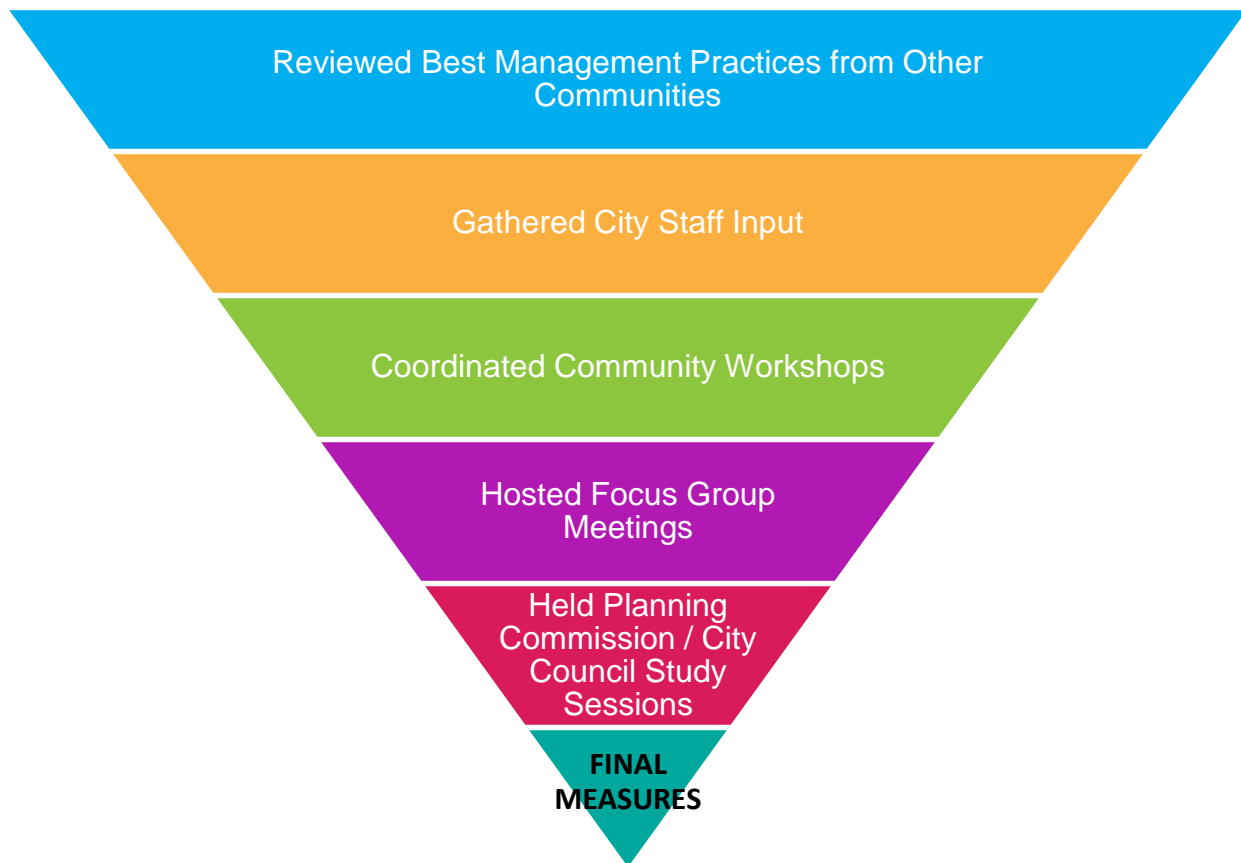 Reviewed Best Management Practices from Other
Communities
Gathered City Staff Input
Coordinated Community Workshops
Hosted Focus Group
Meetings
Held Planning
Commission / City
Council Study
Sessions
FINAL
MEASURES